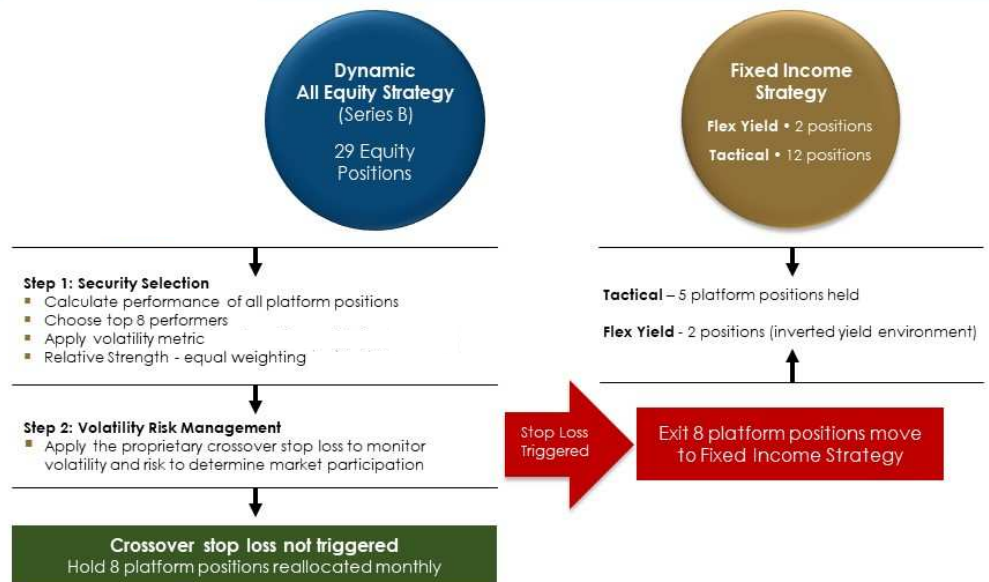 Dynamic
All Equity Strategy
(Series B)
29 Equity
Positions
Fixed Income
Strategy
Flex Yield • 2 positions
Tactical • 12 positions
Step 1: Security Selection
▪ Calculate performance of all platform positions
▪ Choose top 8 performers
▪ Apply volatility metric
▪ Relative Strength - equal weighting
Tactical – 5 platform positions held
Flex Yield - 2 positions (inverted yield environment)
Step 2: Volatility Risk Management
▪ Apply the proprietary crossover stop loss to monitor
volatility and risk to determine market participation
Stop Loss
Triggered
Exit 8 platform positions move
to Fixed Income Strategy
Crossover stop loss not triggered
Hold 8 platform positions reallocated monthly